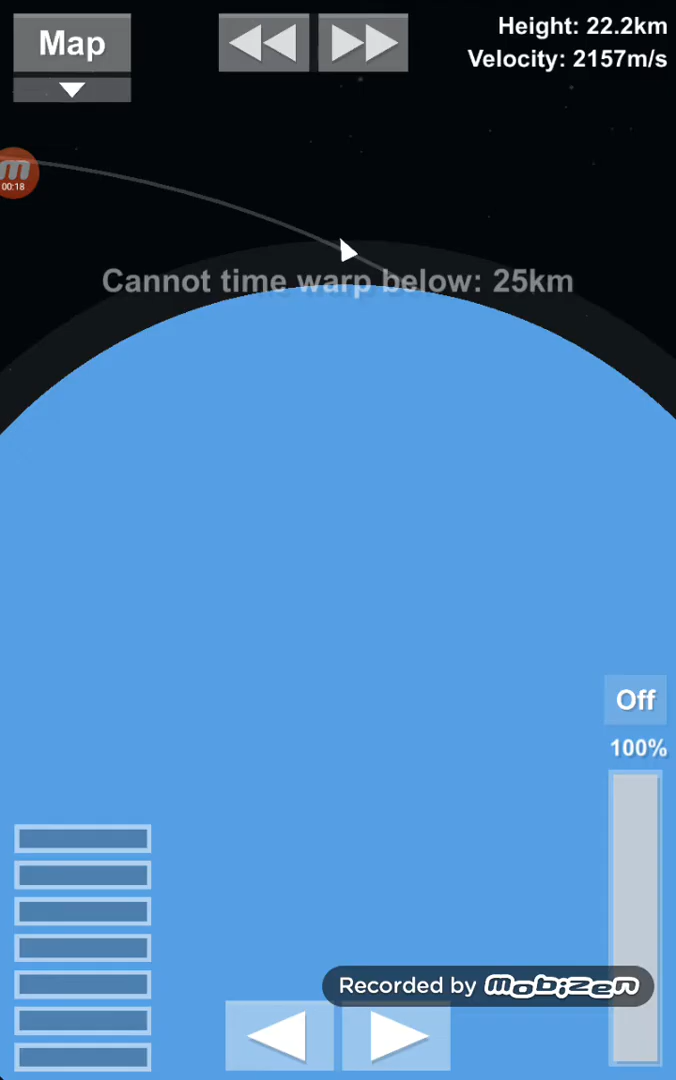 Map
Height: 22.2km
Velocity: 2157m/s
m
00:18
Cannot time warp below: 25km
Off
100%
Recorded by mobizen